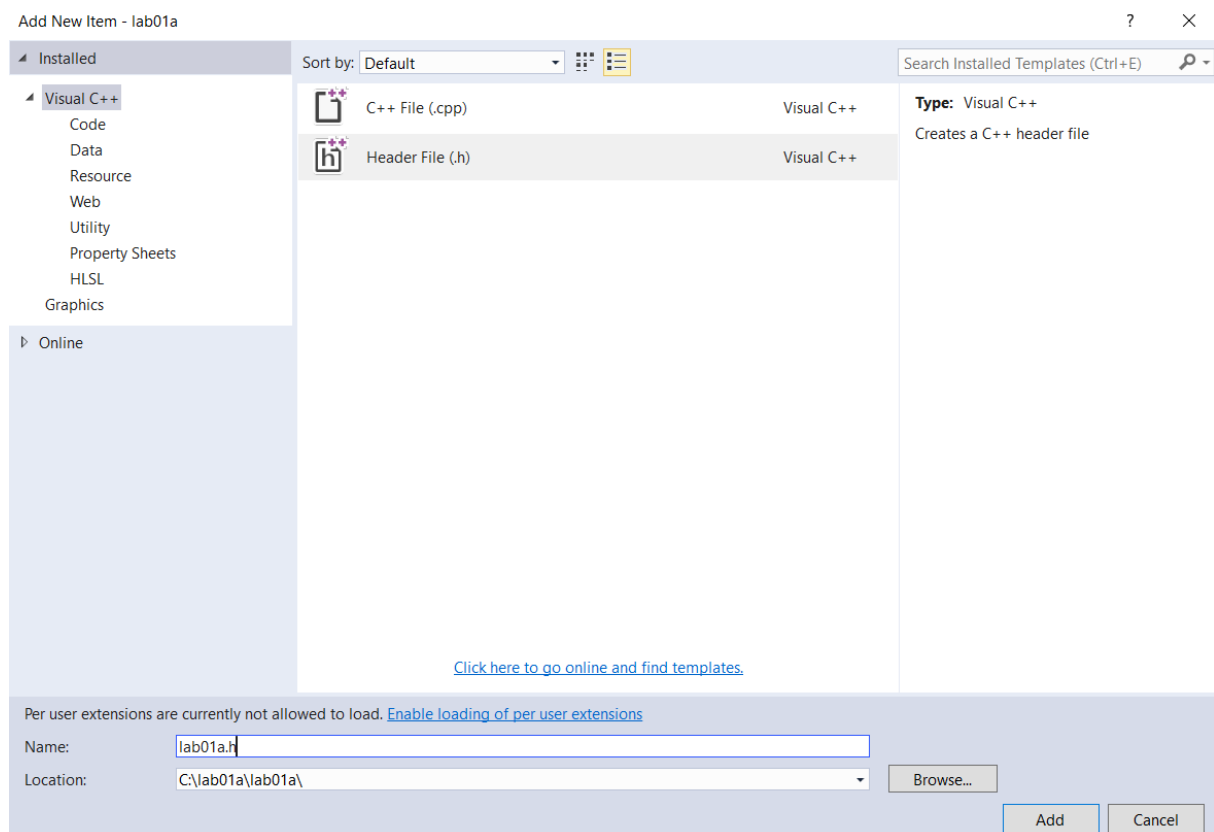 Add New Item - lab01a
? ×
Installed
Sort by: Default
Search Installed Templates (Ctrl+E)
Visual C++
Code
Data
Resource
Web
Utility
Property Sheets
HLSL
Graphics
Online
C++ File (.cpp) Visual C++
Header File (.h) Visual C++
Type: Visual C++
Creates a C++ header file
Click here to go online and find templates.
Per user extensions are currently not allowed to load. Enable loading of per user extensions
Name: lab01a.h
Location: C:\lab01a\lab01a\ Browse...
Add Cancel